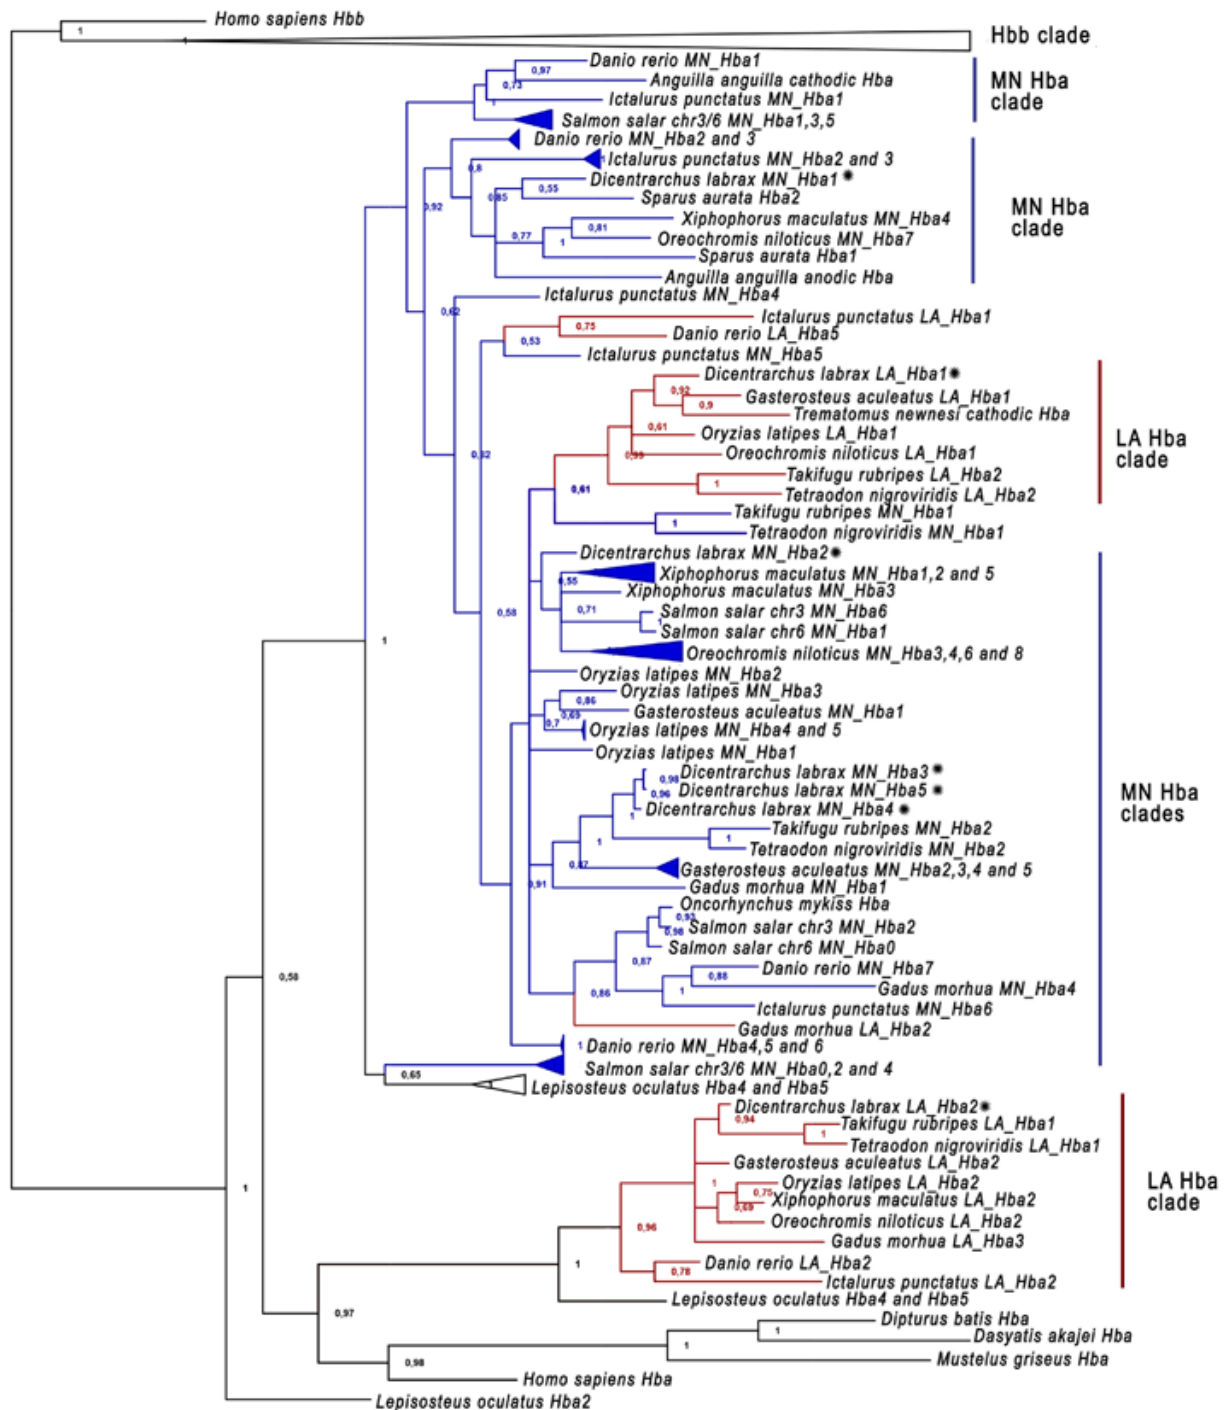 Homo sapiens Hbb
1
1
Hbb clade
Danio rerio MN_Hba1
0,97
Anguilla anguilla cathodic Hba
0,73
MN Hba
clade
Ictalurus punctatus MN_Hba1
1
Salmon salar chr3/6 MN_Hba1,3,5
Danio rerio MN_Hba2 and 3
Ictalurus punctatus MN_Hba2 and 3
1
0,8
Dicentrarchus labrax MN_Hba1 *
0,55
0,85
Sparus aurata Hba2
0,92
MN Hba
clade
Xiphophorus maculatus MN_Hba4
0,81
0,77
1
Oreochromis niloticus MN_Hba7
Sparus aurata Hba1
Anguilla anguilla anodic Hba
Ictalurus punctatus MN_Hba4
0,62
Ictalurus punctatus LA_Hba1
0,75
Danio rerio LA_Hba5
0,53
Ictalurus punctatus MN_Hba5
Dicentrarchus labrax LA_Hba1 *
0,92
Gasterosteus aculeatus LA_Hba1
0,9
Trematomus newnesi cathodic Hba
0,61
Oryzias latipes LA_Hba1
LA Hba
clade
0,62
0,99
Oreochromis niloticus LA_Hba1
Takifugu rubripes LA_Hba2
1
0,61
Tetraodon nigroviridis LA_Hba2
Takifugu rubripes MN_Hba1
1
Tetraodon nigroviridis MN_Hba1
Dicentrarchus labrax MN_Hba2 *
Xiphophorus maculatus MN_Hba1,2 and 5
0,55
Xiphophorus maculatus MN_Hba3
0,58
0,71
Salmon salar chr3 MN_Hba6
1
Salmon salar chr6 MN_Hba1
1
Oreochromis niloticus MN_Hba3,4,6 and 8
Oryzias latipes MN_Hba2
Oryzias latipes MN_Hba3
0,86
Gasterosteus aculeatus MN_Hba1
0,69
0,7
Oryzias latipes MN_Hba4 and 5
Oryzias latipes MN_Hba1
Dicentrarchus labrax MN_Hba3 *
0,98
Dicentrarchus labrax MN_Hba5 *
0,96
MN Hba
clades
Dicentrarchus labrax MN_Hba4 *
1
Takifugu rubripes MN_Hba2
1
1
Tetraodon nigroviridis MN_Hba2
0,87
Gasterosteus aculeatus MN_Hba2,3,4 and 5
0,91
Gadus morhua MN_Hba1
Oncorhynchus mykiss Hba
0,93
Salmon salar chr3 MN_Hba2
0,98
Salmon salar chr6 MN_Hba0
0,87
Danio rerio MN_Hba7
0,88
0,58
1
0,86
Gadus morhua MN_Hba4
Ictalurus punctatus MN_Hba6
Gadus morhua LA_Hba2
1
Danio rerio MN_Hba4,5 and 6
Salmon salar chr3/6 MN_Hba0,2 and 4
0,65
Lepisosteus oculatus Hba4 and Hba5
Dicentrarchus labrax LA_Hba2 *
0,94
Takifugu rubripes LA_Hba1
1
Tetraodon nigroviridis LA_Hba1
Gasterosteus aculeatus LA_Hba2
1
1
Oryzias latipes LA_Hba2
0,75
LA Hba
clade
Xiphophorus maculatus LA_Hba2
0,69
Oreochromis niloticus LA_Hba2
0,96
Gadus morhua LA_Hba3
Danio rerio LA_Hba2
1
0,78
Ictalurus punctatus LA_Hba2
Lepisosteus oculatus Hba4 and Hba5
0,97
Dipturus batis Hba
1
Dasyatis akajei Hba
1
0,98
Mustelus griseus Hba
Homo sapiens Hba
Lepisosteus oculatus Hba2